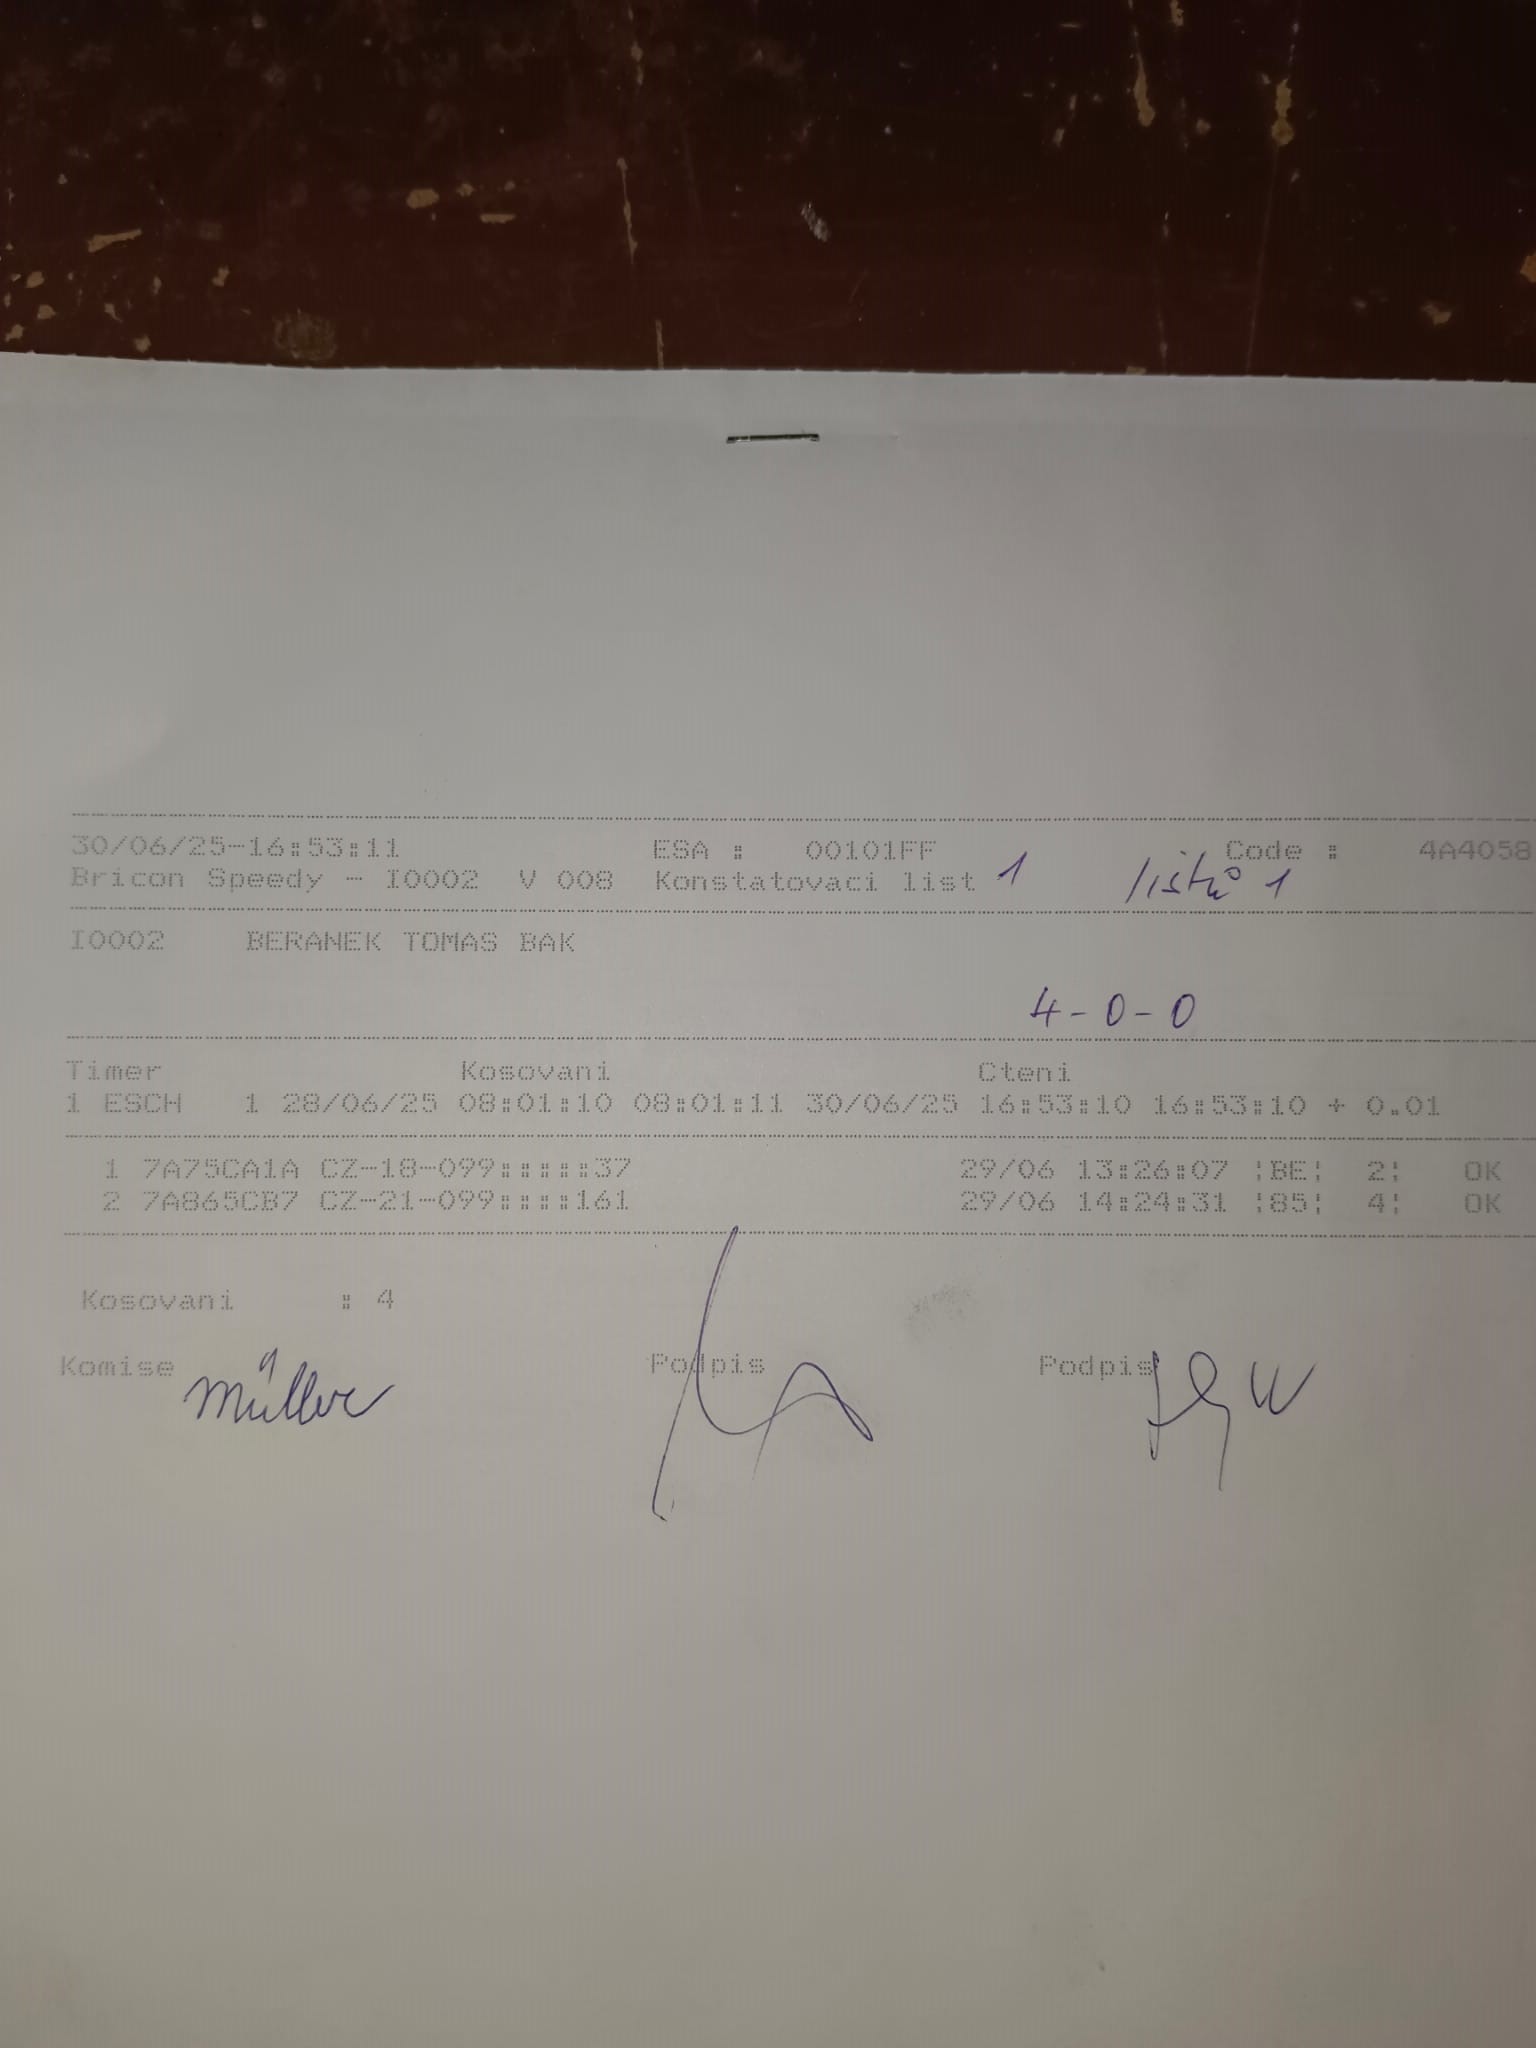 30/06/25-16:53:11 ESA : 00101FF Code : 4A4058
Bricon Speedy - I0002 V 008 Konstatovaci list 1 lístků 1
I0002 BERANEK TOMAS BAK
4-0-0
Timer Kosovani Cteni
1 ESCH 1 28/06/25 08:01:10 08:01:11 30/06/25 16:53:10 16:53:10 + 0.01
1 7A75CA1A CZ-18-099:::::37 29/06 13:26:07 ¦BE¦ 2¦ OK
2 7A865CB7 CZ-21-099::::161 29/06 14:24:31 ¦85¦ 4¦ OK
Kosovani : 4
Komise Podpis Podpis
Müller